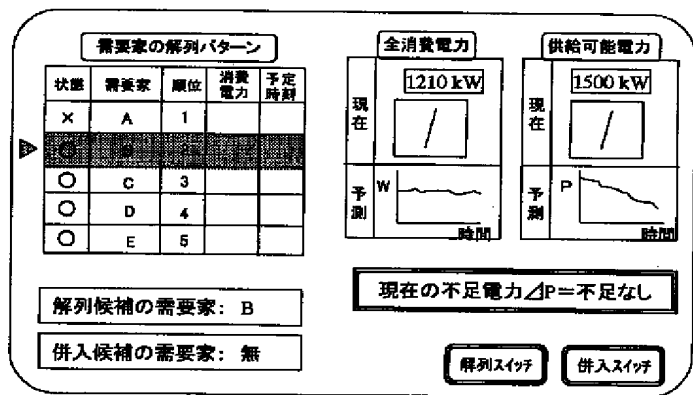 需要家の解列パターン
状態 需要家 順位 消費電力 予定時刻
× A 1
○
○ C 3
○ D 4
○ E 5
解列候補の需要家: B
併入候補の需要家: 無
全消費電力
現在 1210 kW
予測 W
時間
供給可能電力
現在 1500 kW
予測 P
時間
現在の不足電力⊿P=不足なし
解列スイッチ
併入スイッチ